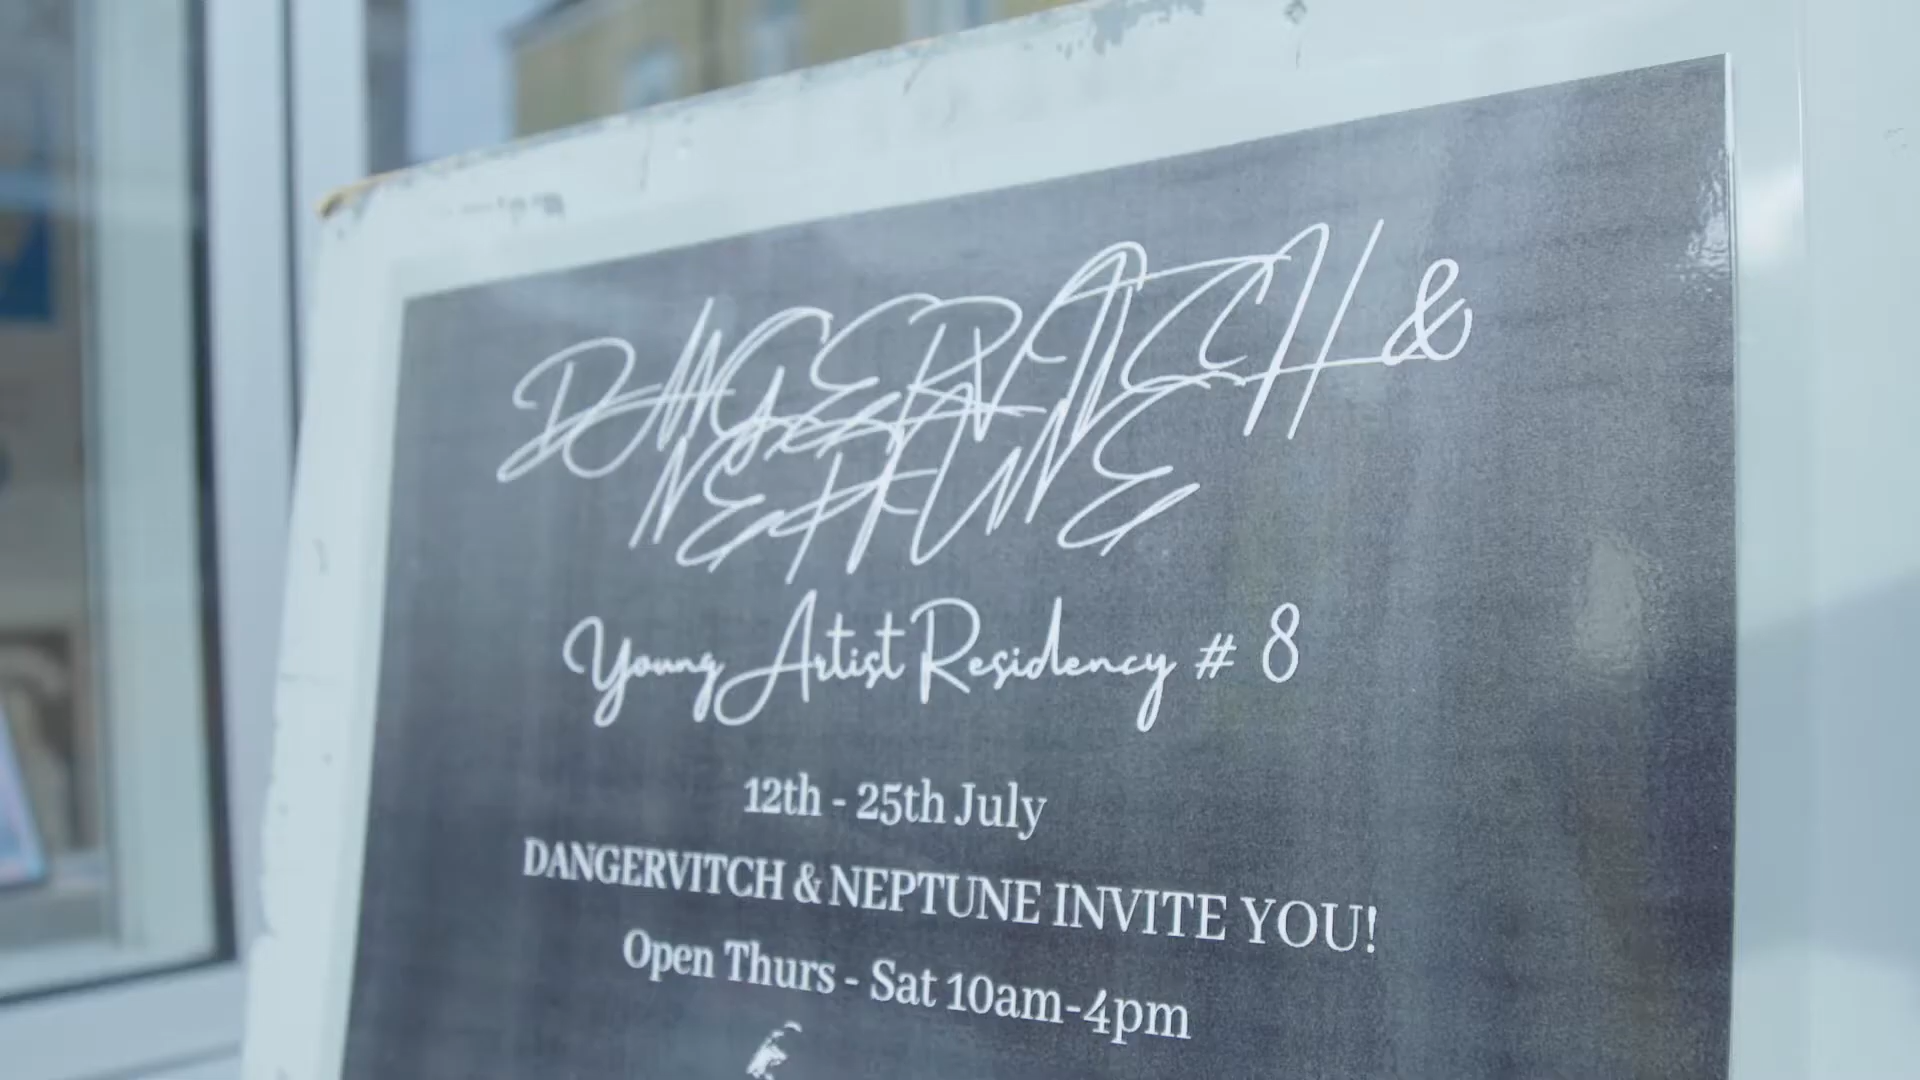 DANGERVITCH &
NEPTUNE
Young Artist Residency # 8
12th - 25th July
DANGERVITCH & NEPTUNE INVITE YOU!
Open Thurs - Sat 10am-4pm